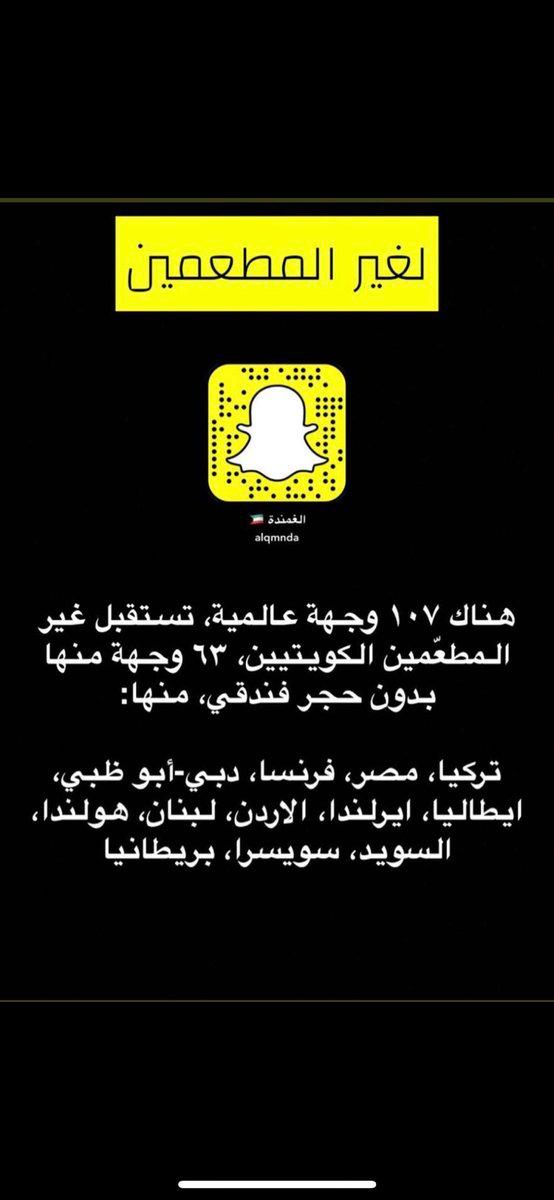 لغير المطعمين
الغمندة 🇰🇼
alqmnda
هناك ١٠٧ وجهة عالمية، تستقبل غير
المطعّمين الكويتيين، ٦٣ وجهة منها
بدون حجر فندقي، منها:
تركيا، مصر، فرنسا، دبي-أبو ظبي،
ايطاليا، ايرلندا، الاردن، لبنان، هولندا،
السويد، سويسرا، بريطانيا